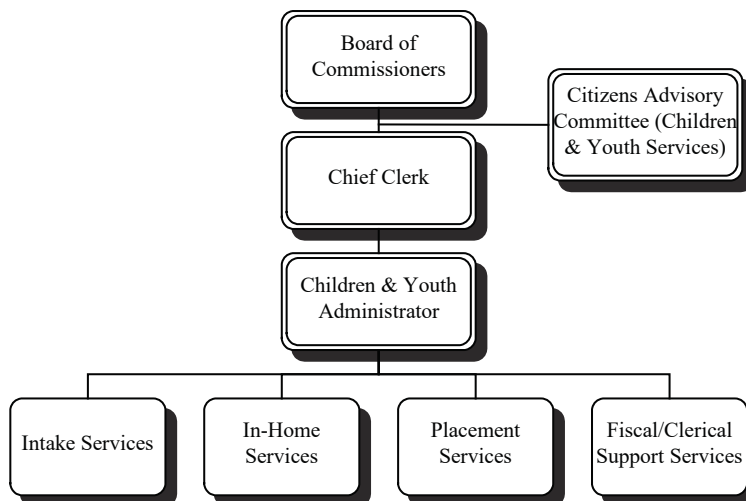 Board of
Commissioners
Citizens Advisory
Committee (Children
& Youth Services)
Chief Clerk
Children & Youth
Administrator
Intake Services
In-Home
Services
Placement
Services
Fiscal/Clerical
Support Services